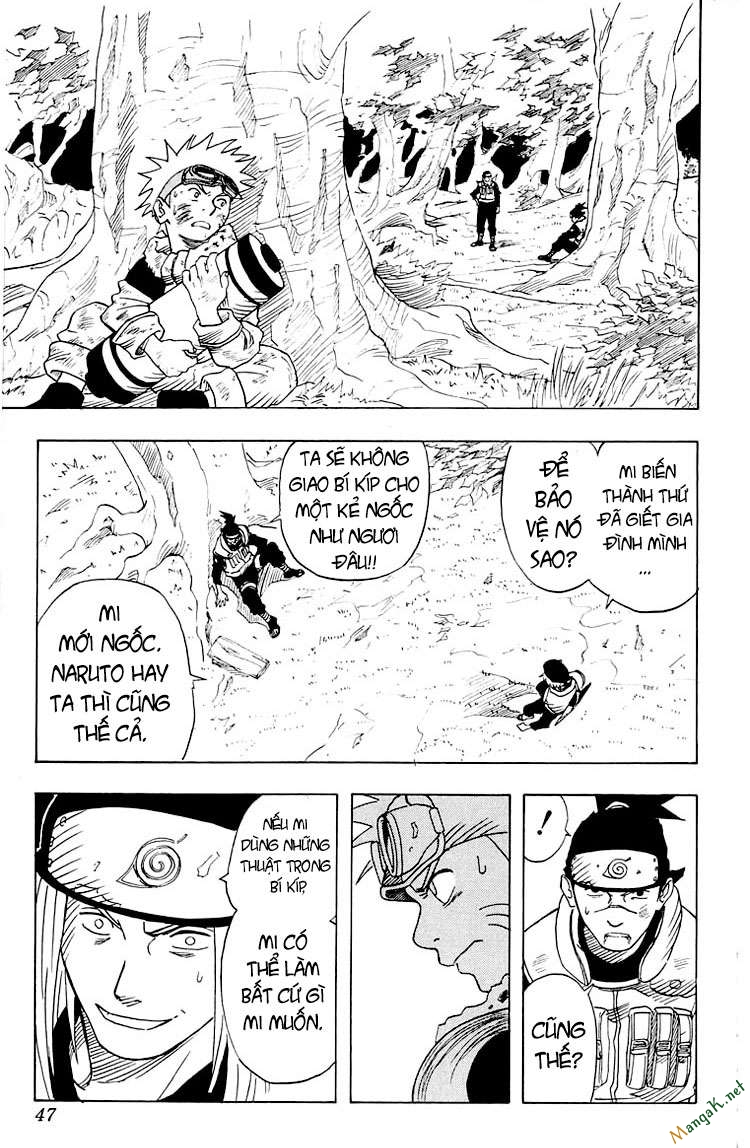 MI BIẾN
THÀNH THỨ
ĐÃ GIẾT GIA
ĐÌNH MÌNH
...
ĐỂ
BẢO
VỆ NÓ
SAO?
TA SẼ KHÔNG
GIAO BÍ KÍP CHO
MỘT KẺ NGỐC
NHƯ NGƯƠI
ĐÂU!!
MI
MỚI NGỐC.
NARUTO HAY
TA THÌ CŨNG
THẾ CẢ.
!
CŨNG
THẾ?
NẾU MI
DÙNG NHỮNG
THUẬT TRONG
BÍ KÍP.
MI CÓ
THỂ LÀM
BẤT CỨ GÌ
MI MUỐN.
47
MangaK.net